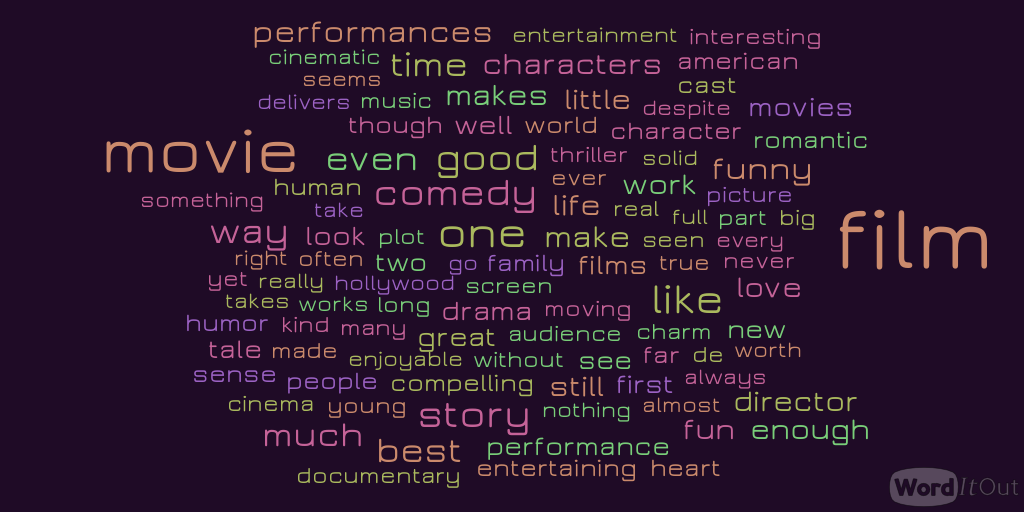 performances entertainment interesting
cinematic time characters american
seems cast
delivers music makes little despite movies
though well world character romantic
movie even good thriller solid funny
human comedy ever work picture
something take life real full part big
way look plot one make seen every film
right often two go family films true never
yet really hollywood screen love
takes works long drama moving like
humor kind many great audience charm new
tale made enjoyable without see far de worth
sense people compelling still first always
cinema young story nothing almost director
much best performance fun enough
documentary entertaining heart
WordItOut